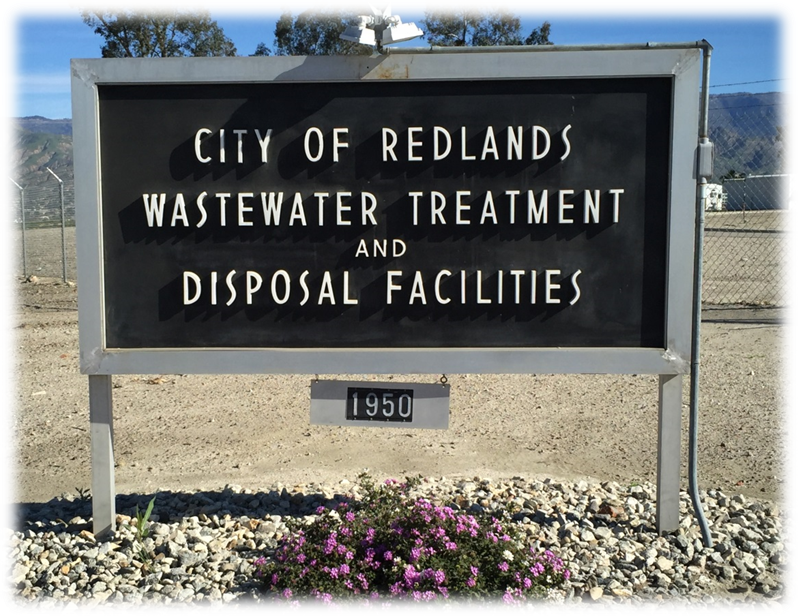 CITY OF REDLANDS
WASTEWATER TREATMENT
AND
DISPOSAL FACILITIES
1950